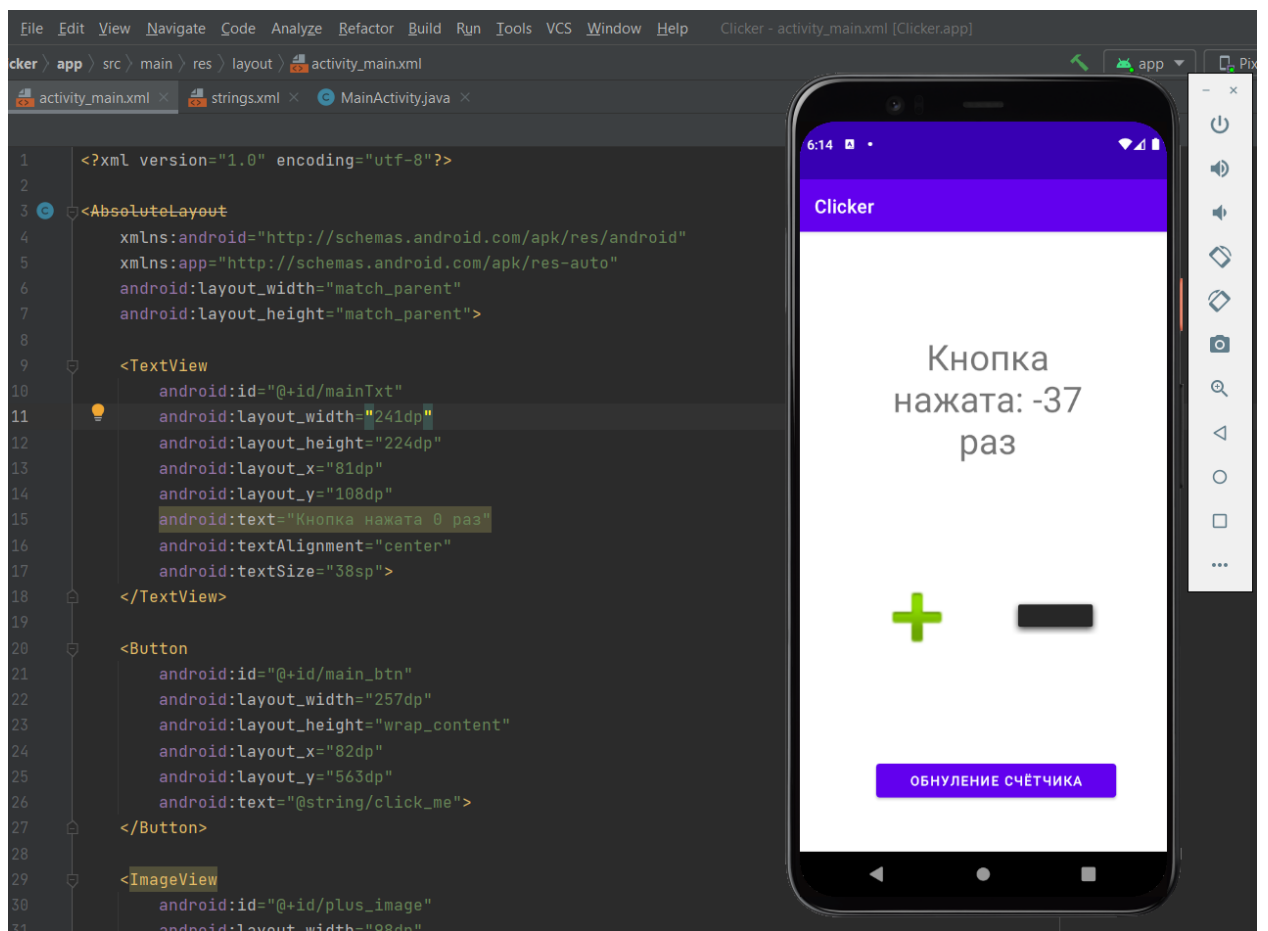 File Edit View Navigate Code Analyze Refactor Build Run Tools VCS Window Help Clicker - activity_main.xml [Clicker.app]
cker app src main res layout activity_main.xml app Pix
activity_main.xml strings.xml MainActivity.java
1 <?xml version="1.0" encoding="utf-8"?>
2
3 <AbsoluteLayout
4 xmlns:android="http://schemas.android.com/apk/res/android"
5 xmlns:app="http://schemas.android.com/apk/res-auto"
6 android:layout_width="match_parent"
7 android:layout_height="match_parent">
8
9 <TextView
10 android:id="@+id/mainTxt"
11 android:layout_width="241dp"
12 android:layout_height="224dp"
13 android:layout_x="81dp"
14 android:layout_y="108dp"
15 android:text="Кнопка нажата 0 раз"
16 android:textAlignment="center"
17 android:textSize="38sp">
18 </TextView>
19
20 <Button
21 android:id="@+id/main_btn"
22 android:layout_width="257dp"
23 android:layout_height="wrap_content"
24 android:layout_x="82dp"
25 android:layout_y="563dp"
26 android:text="@string/click_me">
27 </Button>
28
29 <ImageView
30 android:id="@+id/plus_image"
31 android:layout_width="98dp"
6:14
Clicker
Кнопка
нажата: -37
раз
ОБНУЛЕНИЕ СЧЁТЧИКА